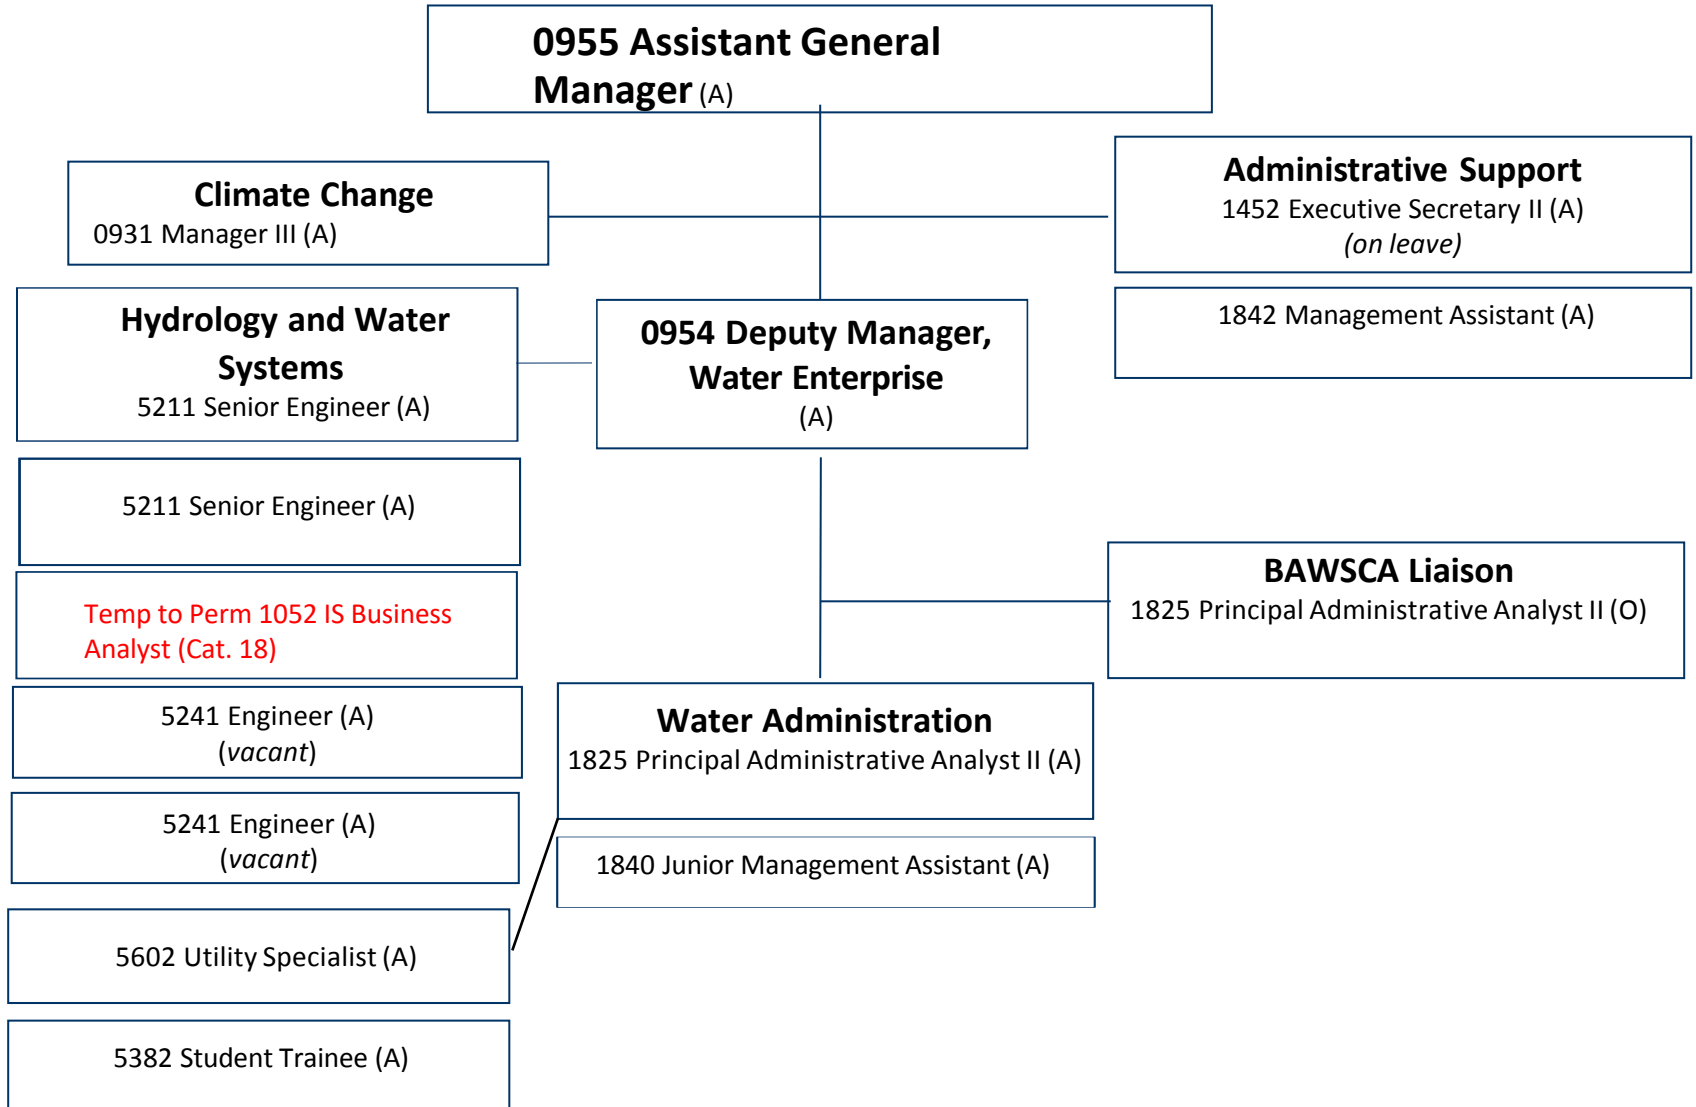 0955 Assistant General
Manager (A)
Climate Change
0931 Manager III (A)
Administrative Support
1452 Executive Secretary II (A)
(on leave)
1842 Management Assistant (A)
Hydrology and Water
Systems
5211 Senior Engineer (A)
0954 Deputy Manager,
Water Enterprise
(A)
5211 Senior Engineer (A)
Temp to Perm 1052 IS Business
Analyst (Cat. 18)
5241 Engineer (A)
(vacant)
5241 Engineer (A)
(vacant)
5602 Utility Specialist (A)
5382 Student Trainee (A)
BAWSCA Liaison
1825 Principal Administrative Analyst II (O)
Water Administration
1825 Principal Administrative Analyst II (A)
1840 Junior Management Assistant (A)